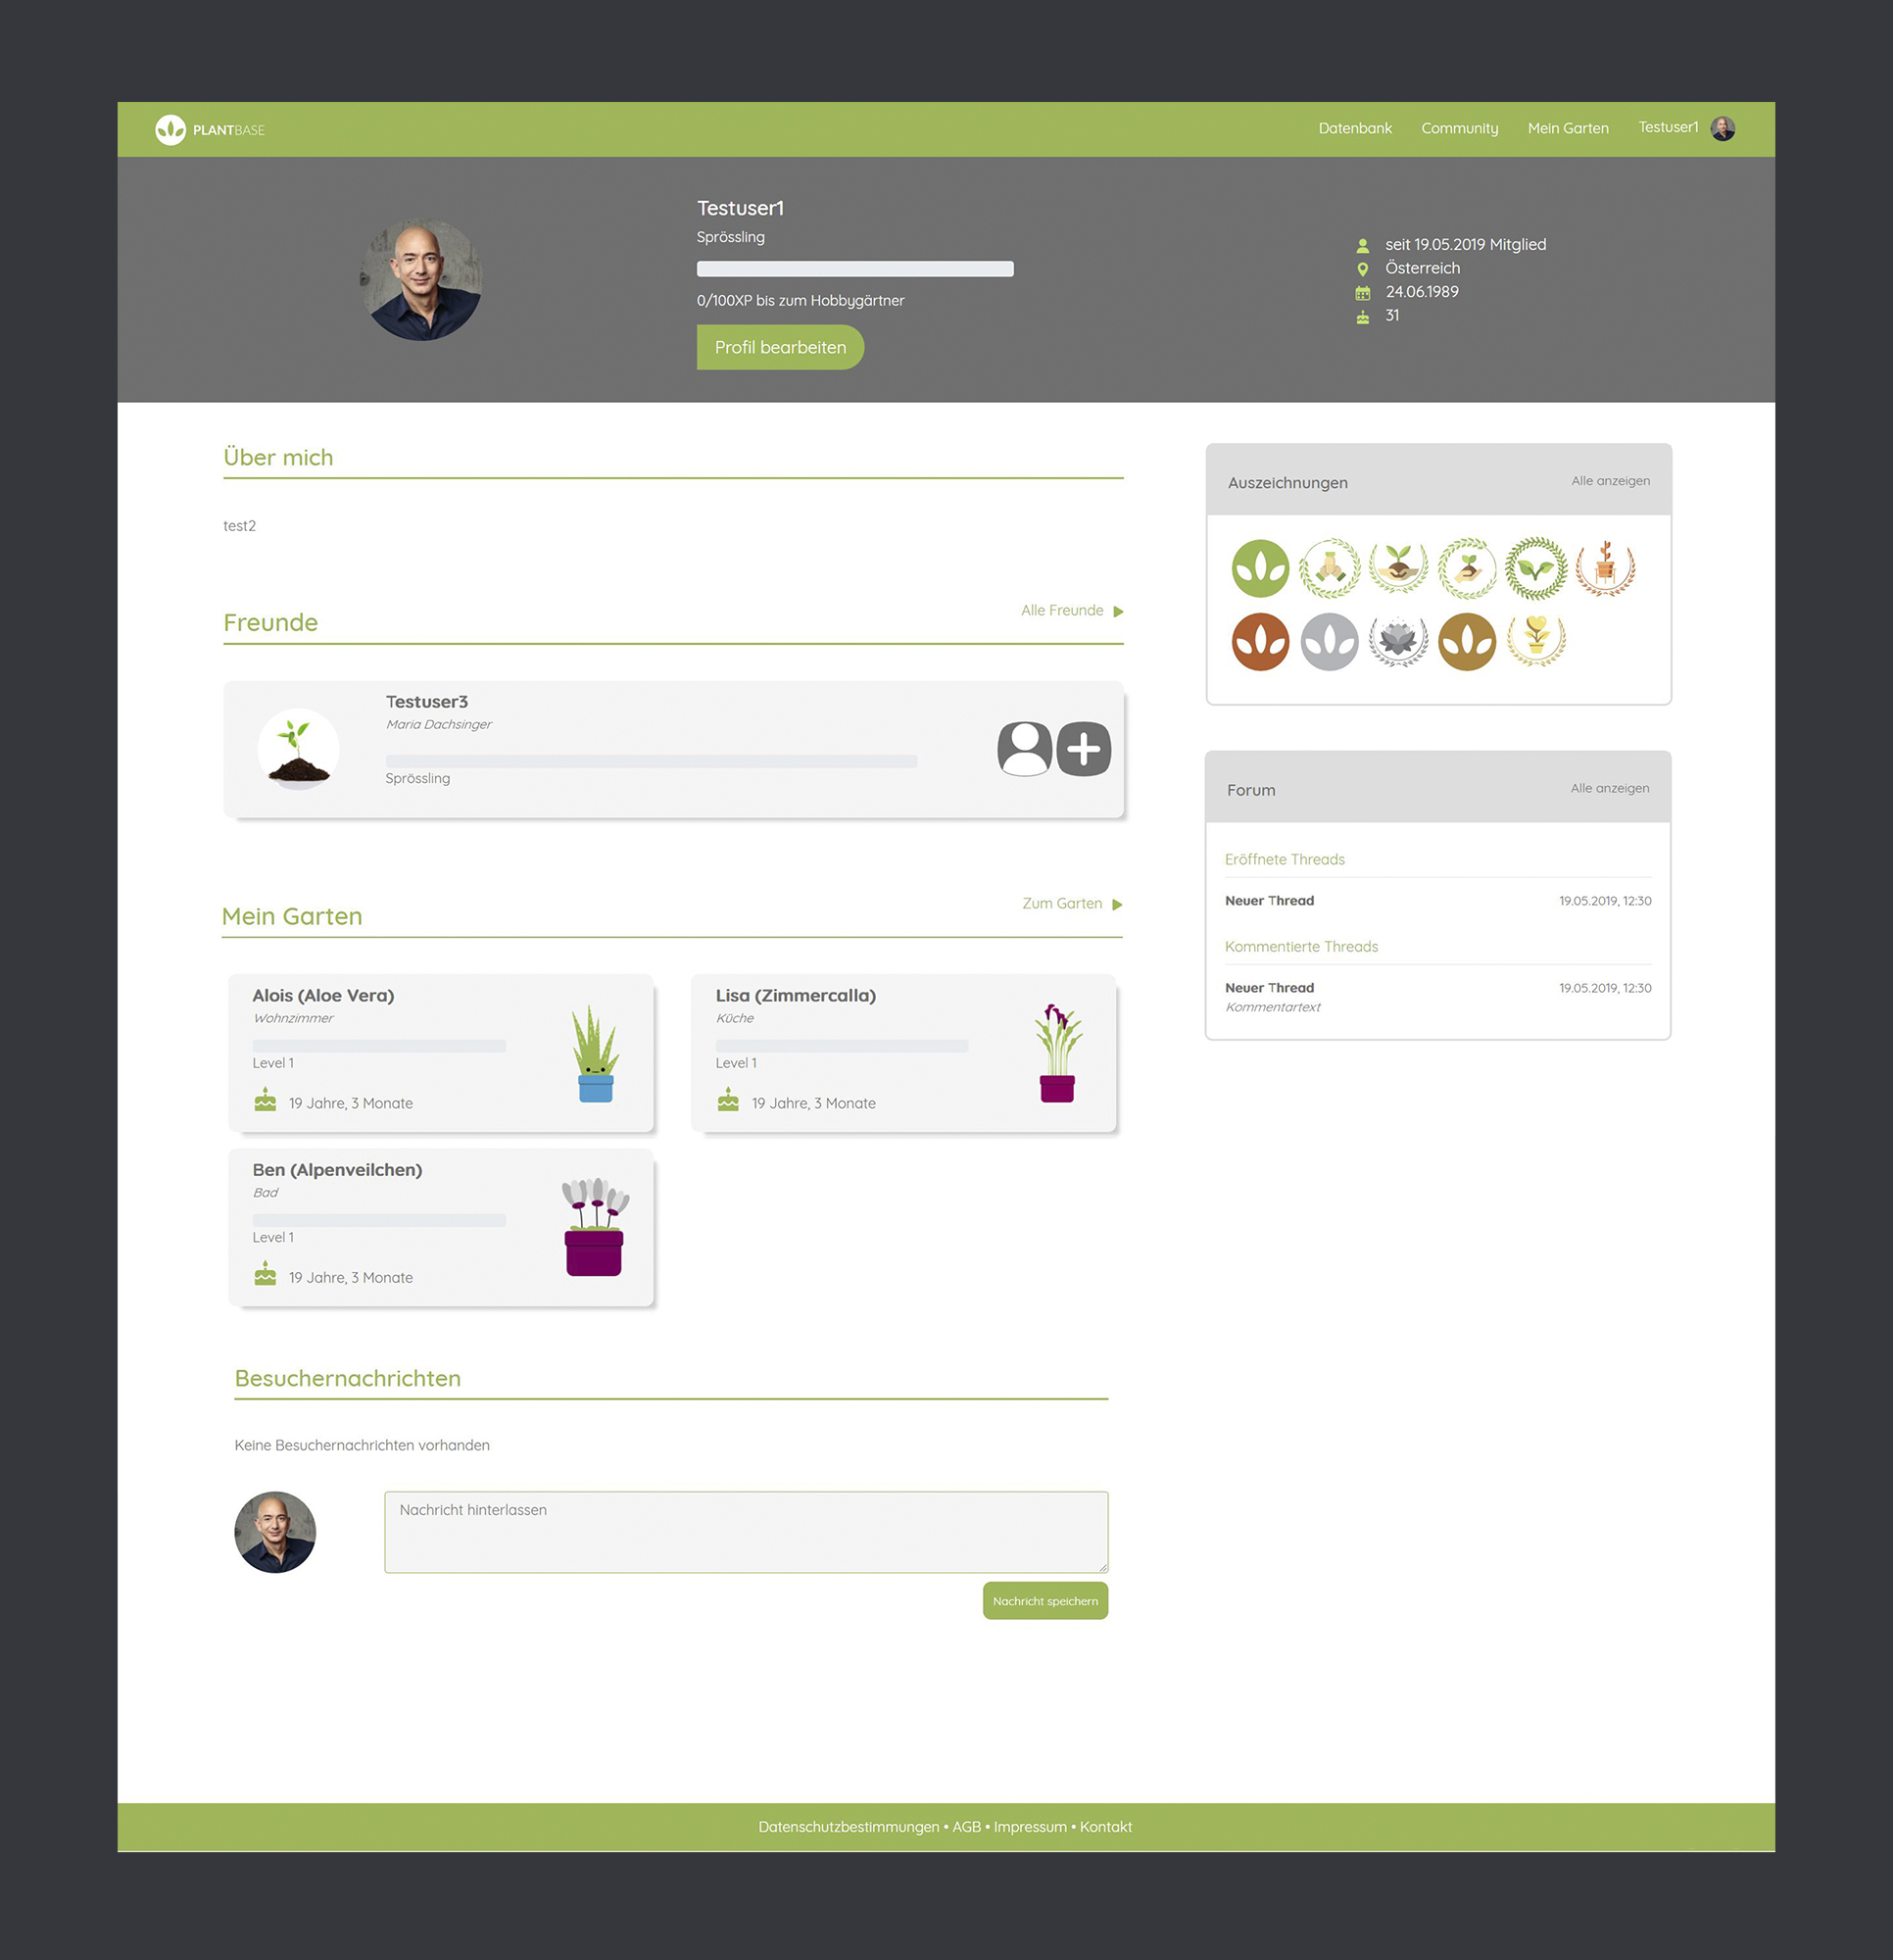 PLANTBASE
Datenbank Community Mein Garten Testuser1
Testuser1
Sprössling
0/100XP bis zum Hobbygärtner
Profil bearbeiten
seit 19.05.2019 Mitglied
Österreich
24.06.1989
31
Über mich
test2
Freunde
Alle Freunde
Testuser3
Maria Dachsinger
Sprössling
Mein Garten
Zum Garten
Alois (Aloe Vera)
Wohnzimmer
Level 1
19 Jahre, 3 Monate
Lisa (Zimmercalla)
Küche
Level 1
19 Jahre, 3 Monate
Ben (Alpenveilchen)
Bad
Level 1
19 Jahre, 3 Monate
Besuchernachrichten
Keine Besuchernachrichten vorhanden
Nachricht hinterlassen
Nachricht speichern
Auszeichnungen
Alle anzeigen
Forum
Alle anzeigen
Eröffnete Threads
Neuer Thread 19.05.2019, 12:30
Kommentierte Threads
Neuer Thread 19.05.2019, 12:30
Kommentartext
Datenschutzbestimmungen • AGB • Impressum • Kontakt